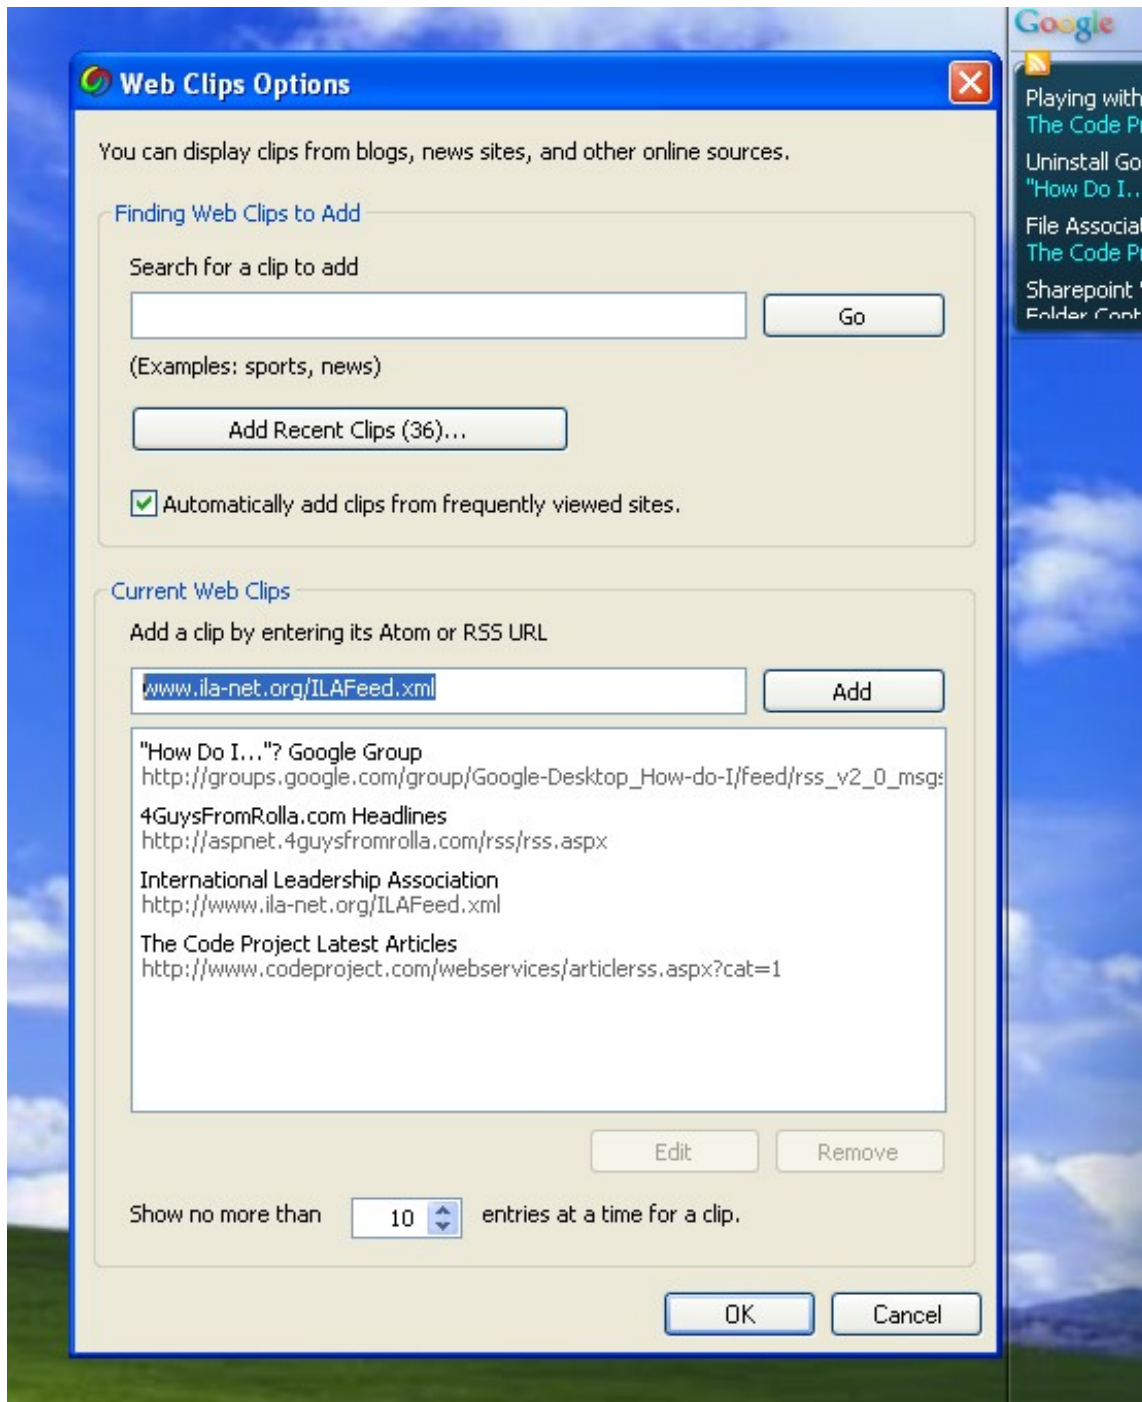 Google
Web Clips Options
You can display clips from blogs, news sites, and other online sources.
Finding Web Clips to Add
Search for a clip to add
Go
(Examples: sports, news)
Add Recent Clips (36)...
Automatically add clips from frequently viewed sites.
Current Web Clips
Add a clip by entering its Atom or RSS URL
www.ila-net.org/ILAFeed.xml
Add
"How Do I..."? Google Group
http://groups.google.com/group/Google-Desktop_How-do-I/feed/rss_v2_0_msgs
4GuysFromRolla.com Headlines
http://aspnet.4guysfromrolla.com/rss/rss.aspx
International Leadership Association
http://www.ila-net.org/ILAFeed.xml
The Code Project Latest Articles
http://www.codeproject.com/webservices/articlerss.aspx?cat=1
Edit Remove
Show no more than 10 entries at a time for a clip.
OK Cancel
Playing with
The Code P
Uninstall Go
"How Do I..
File Associat
The Code P
Sharepoint
Folder Cont